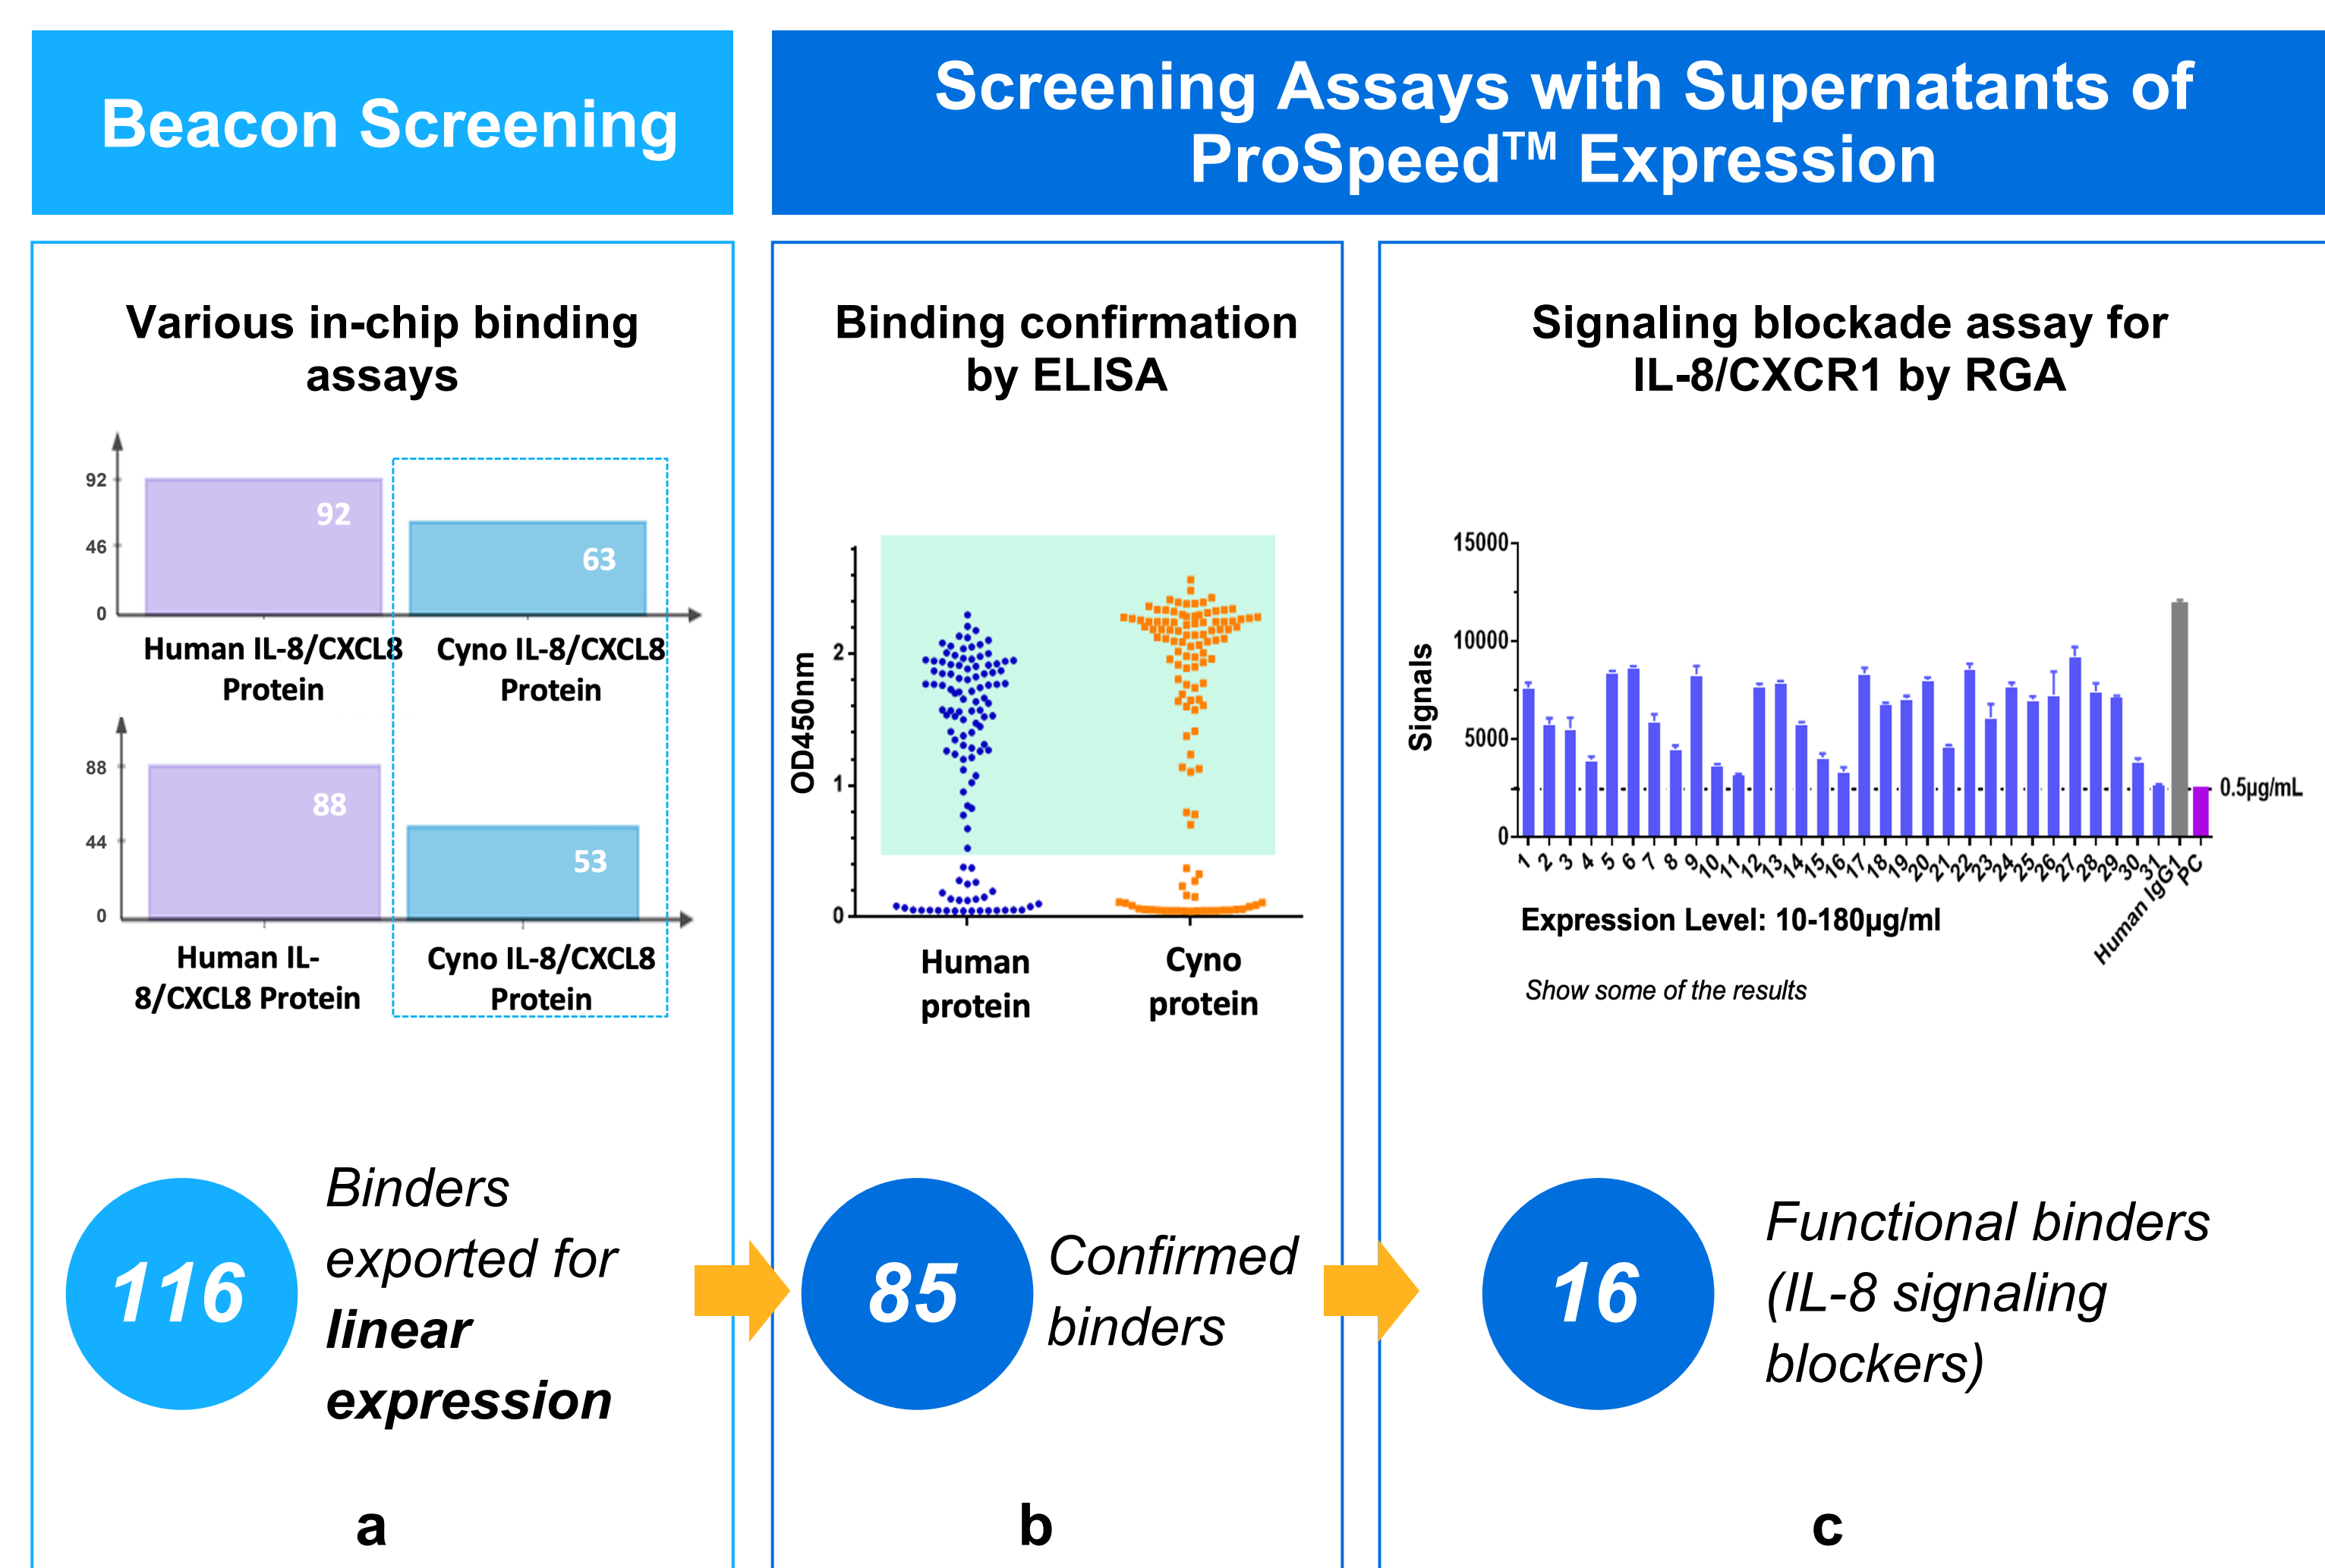 Beacon Screening
Screening Assays with Supernatants of
ProSpeed™ Expression
Various in-chip binding
assays
92
46
0
92
63
Human IL-8/CXCL8
Protein
Cyno IL-8/CXCL8
Protein
88
44
0
88
53
Human IL-
8/CXCL8 Protein
Cyno IL-8/CXCL8
Protein
116
Binders
exported for
linear
expression
a
Binding confirmation
by ELISA
OD450nm
2
1
0
Human
protein
Cyno
protein
85
Confirmed
binders
b
Signaling blockade assay for
IL-8/CXCR1 by RGA
Signals
15000
10000
5000
0
0.5μg/mL
1 2 3 4 5 6 7 8 9 10 11 12 13 14 15 16 17 18 19 20 21 22 23 24 25 26 27 28 29 30 31 Human IgG1 PC
Expression Level: 10-180μg/ml
Show some of the results
16
Functional binders
(IL-8 signaling
blockers)
c